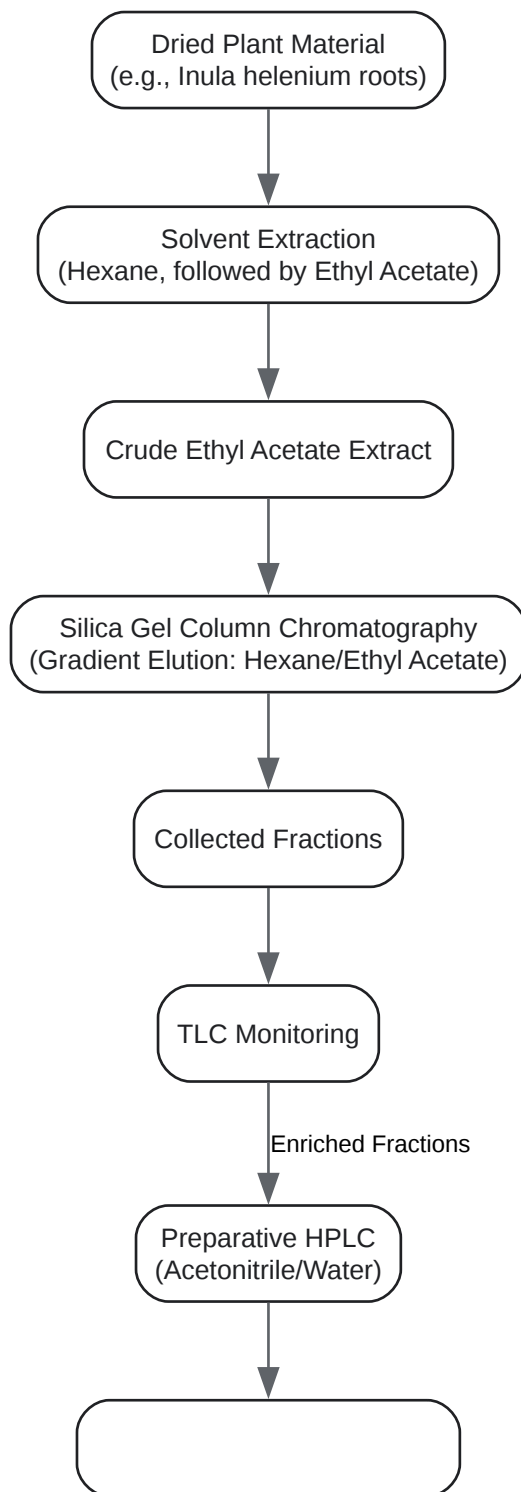 Dried Plant Material
(e.g., Inula helenium roots)
Solvent Extraction
(Hexane, followed by Ethyl Acetate)
Crude Ethyl Acetate Extract
Silica Gel Column Chromatography
(Gradient Elution: Hexane/Ethyl Acetate)
Collected Fractions
TLC Monitoring
Enriched Fractions
Preparative HPLC
(Acetonitrile/Water)